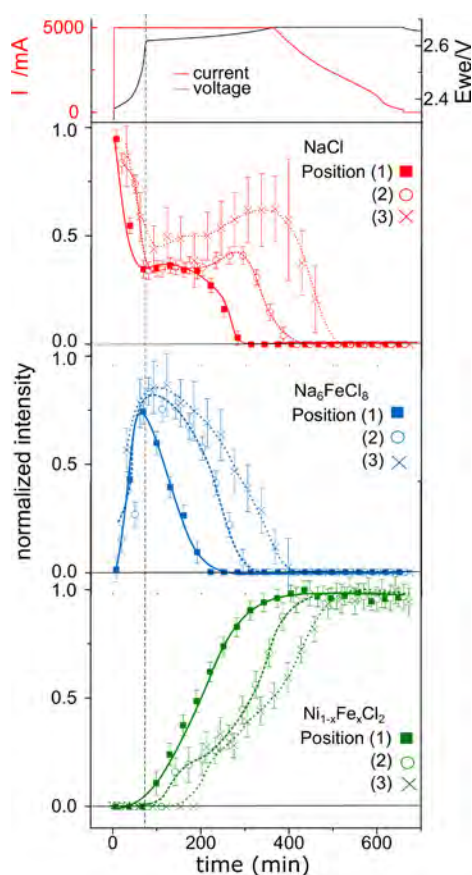 5000
I /mA
0
current
voltage
2.6
2.4
Ewe/V
1.0
0.5
0.0
NaCl
Position (1)
(2)
(3)
1.0
0.5
0.0
Na₆FeCl₈
Position (1)
(2)
(3)
normalized intensity
1.0
0.5
0.0
Ni₁₋ₓFeₓCl₂
Position (1)
(2)
(3)
0 200 400 600
time (min)